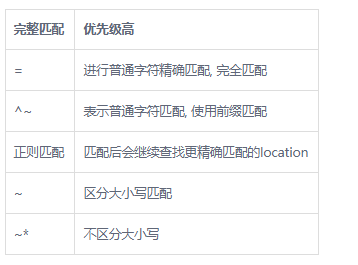 完整匹配 优先级高
= 进行普通字符精确匹配, 完全匹配
^~ 表示普通字符匹配, 使用前缀匹配
正则匹配 匹配后会继续查找更精确匹配的location
~ 区分大小写匹配
~* 不区分大小写